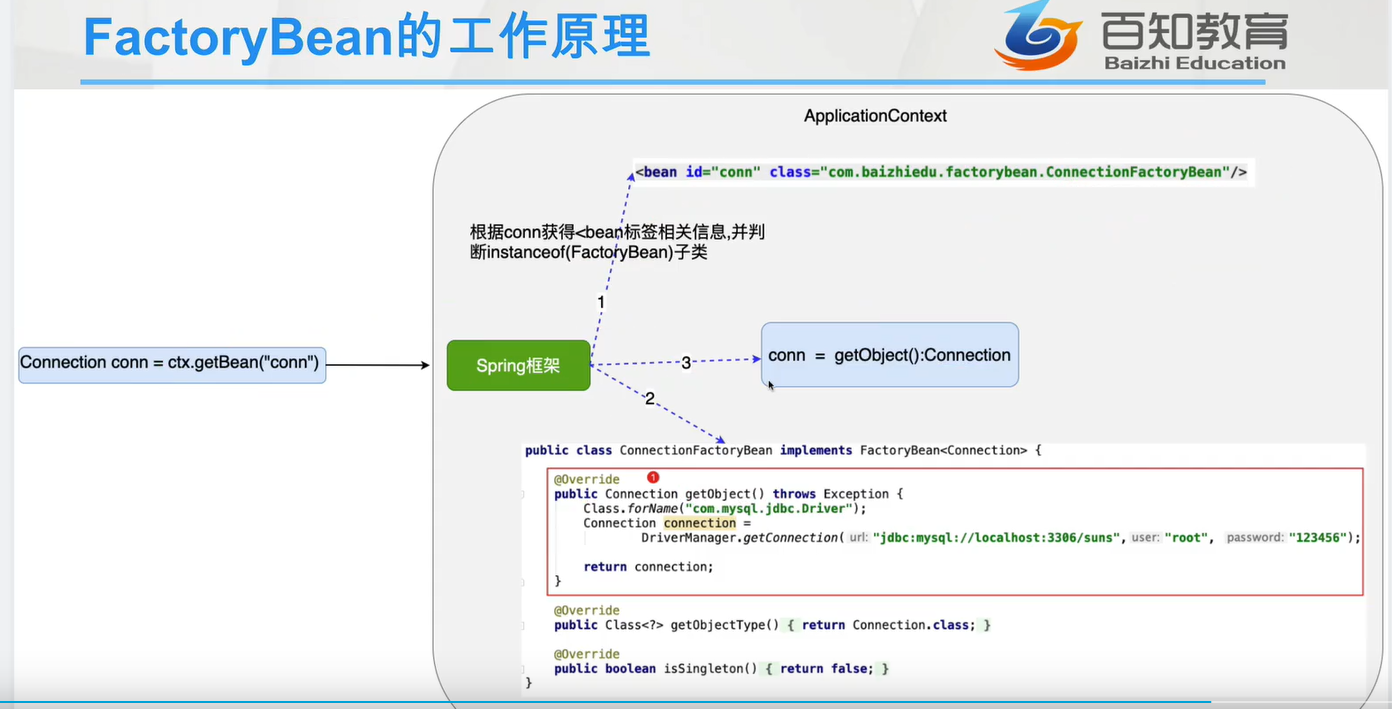 FactoryBean的工作原理
百知教育
Baizhi Education
ApplicationContext
<bean id="conn" class="com.baizhiedu.factorybean.ConnectionFactoryBean"/>
根据conn获得<bean标签相关信息,并判
断instanceof(FactoryBean)子类
1
Connection conn = ctx.getBean("conn")
Spring框架
3
conn = getObject():Connection
2
public class ConnectionFactoryBean implements FactoryBean<Connection> {
@Override
1
public Connection getObject() throws Exception {
Class.forName("com.mysql.jdbc.Driver");
Connection connection =
DriverManager.getConnection( url: "jdbc:mysql://localhost:3306/suns", user: "root", password: "123456");
return connection;
}
@Override
public Class<?> getObjectType() { return Connection.class; }
@Override
public boolean isSingleton() { return false; }
}